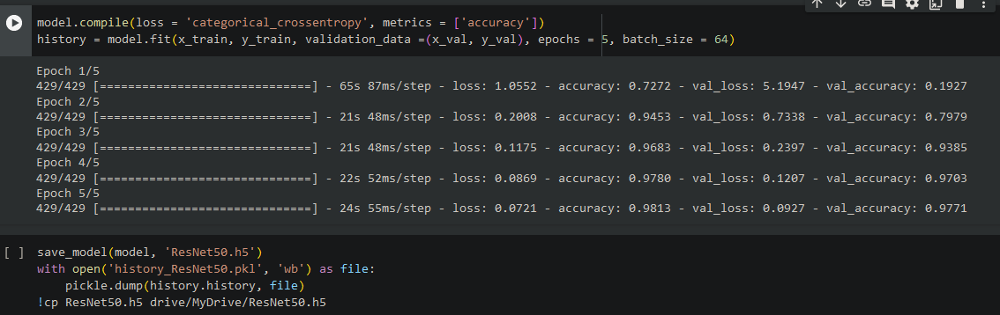 model.compile(loss = 'categorical_crossentropy', metrics = ['accuracy'])
history = model.fit(x_train, y_train, validation_data =(x_val, y_val), epochs = 5, batch_size = 64)
Epoch 1/5
429/429 [==============================] - 65s 87ms/step - loss: 1.0552 - accuracy: 0.7272 - val_loss: 5.1947 - val_accuracy: 0.1927
Epoch 2/5
429/429 [==============================] - 21s 48ms/step - loss: 0.2008 - accuracy: 0.9453 - val_loss: 0.7338 - val_accuracy: 0.7979
Epoch 3/5
429/429 [==============================] - 21s 48ms/step - loss: 0.1175 - accuracy: 0.9683 - val_loss: 0.2397 - val_accuracy: 0.9385
Epoch 4/5
429/429 [==============================] - 22s 52ms/step - loss: 0.0869 - accuracy: 0.9780 - val_loss: 0.1207 - val_accuracy: 0.9703
Epoch 5/5
429/429 [==============================] - 24s 55ms/step - loss: 0.0721 - accuracy: 0.9813 - val_loss: 0.0927 - val_accuracy: 0.9771
[ ] save_model(model, 'ResNet50.h5')
with open('history_ResNet50.pkl', 'wb') as file:
    pickle.dump(history.history, file)
!cp ResNet50.h5 drive/MyDrive/ResNet50.h5